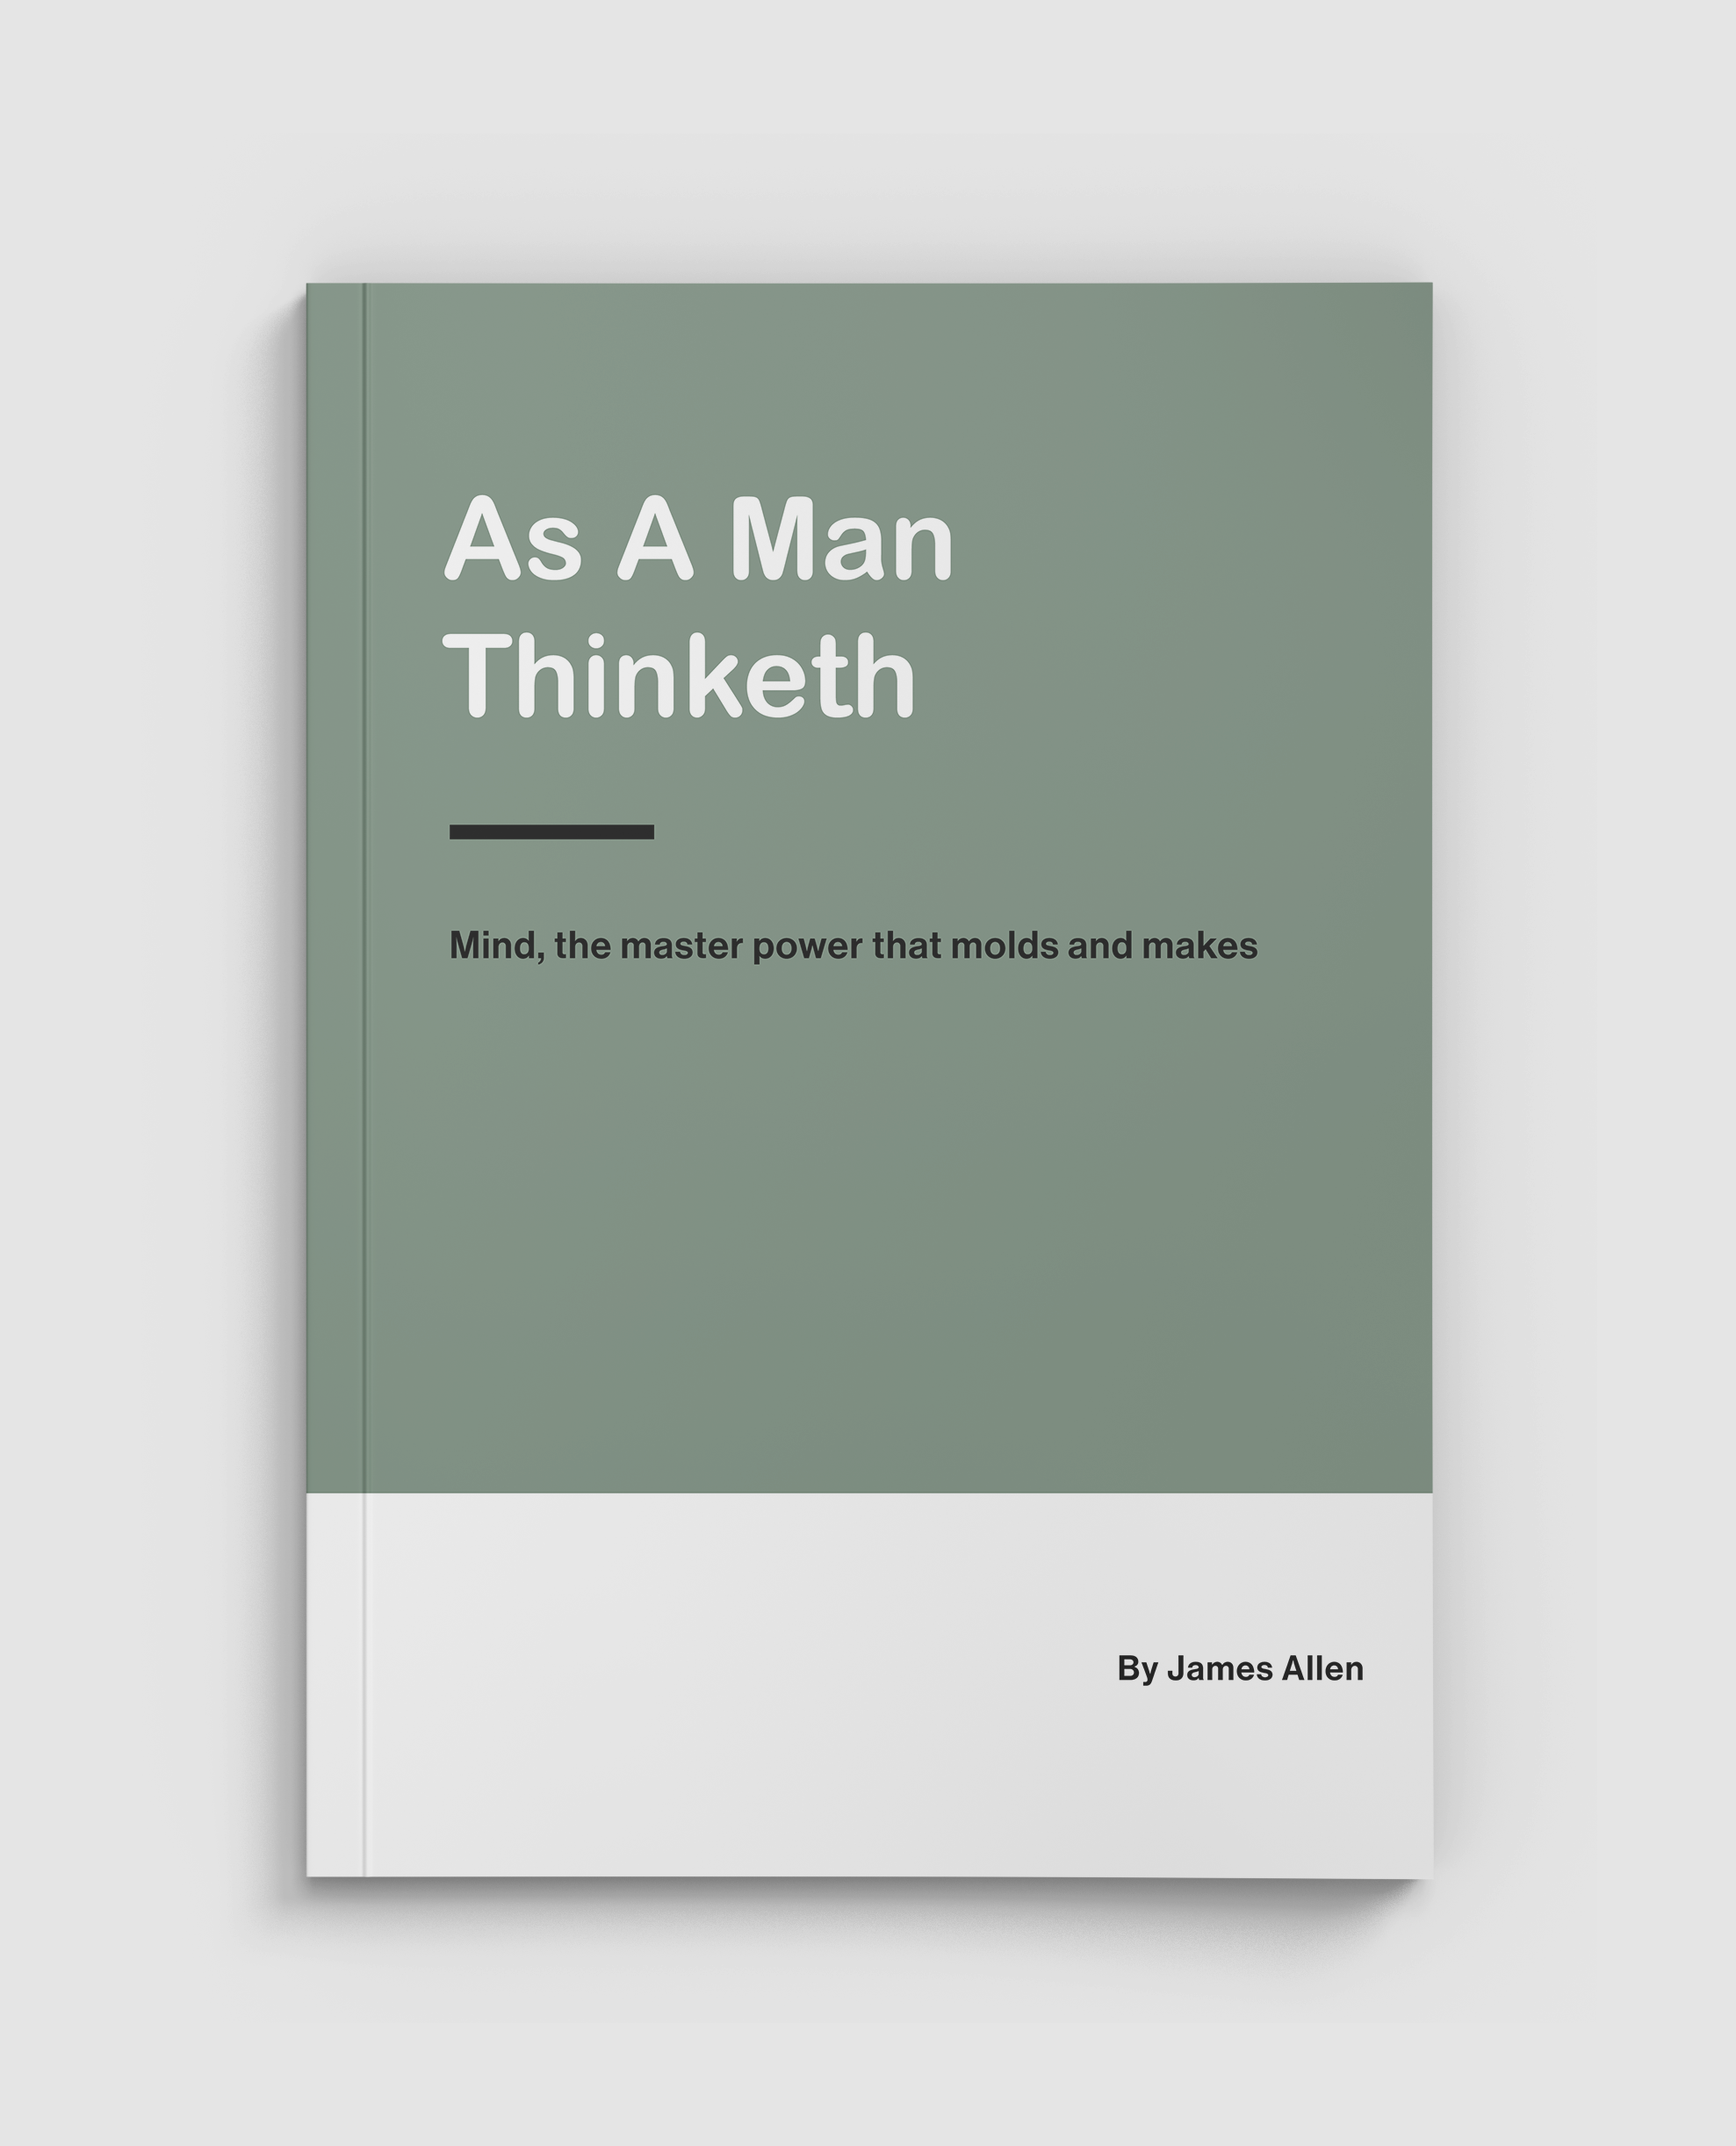 As A Man
Thinketh
Mind, the master power that molds and makes
By James Allen